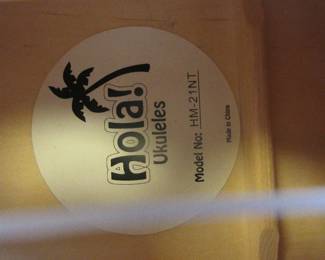 Hola!
Ukuleles
Model No: HM-21NT
Made in China